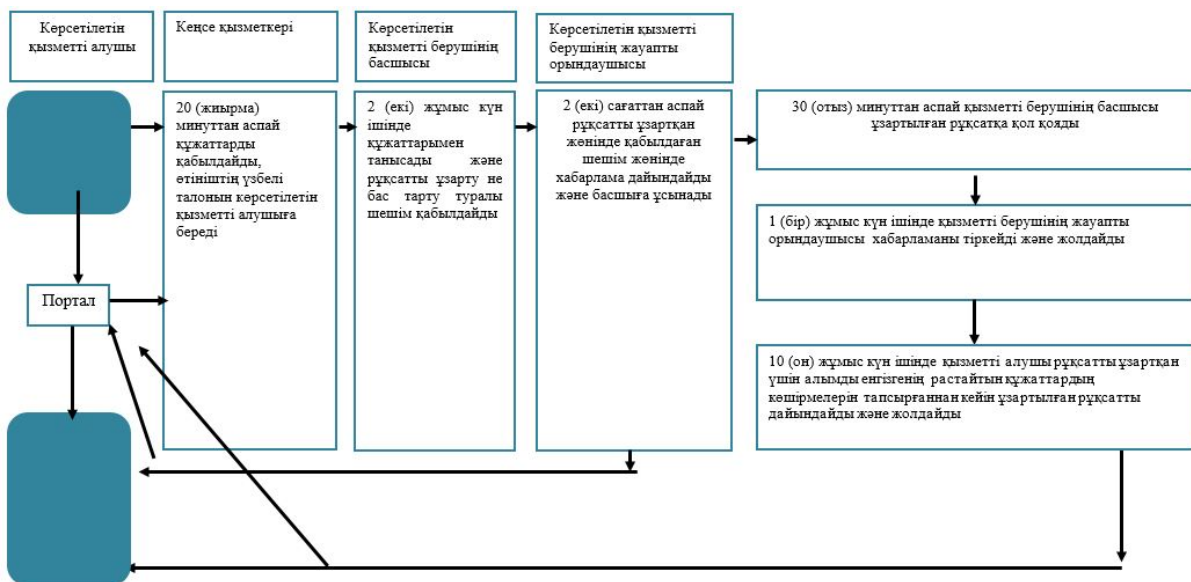 Көрсетілетін
қызметті алушы
Кеңсе қызметкері
Көрсетілетін
қызметті берушінің
басшысы
Көрсетілетін қызметті
берушінің жауапты
орындаушысы
20 (жиырма)
минуттан аспай
құжаттарды
қабылдайды,
өтініштің үзбелі
талонын көрсетілетін
қызметті алушыға
береді
2 (екі) жұмыс күн
ішінде
құжаттарымен
танысады және
рұқсатты ұзарту не
бас тарту туралы
шешім қабылдайды
2 (екі) сағаттан аспай
рұқсатты ұзартқан
жөнінде қабылдаған
шешім жөнінде
хабарлама дайындайды
және басшыға ұсынады
30 (отыз) минуттан аспай қызметті берушінің басшысы
ұзартылған рұқсатқа қол қояды
1 (бір) жұмыс күн ішінде қызметті берушінің жауапты
орындаушысы хабарламаны тіркейді және жолдайды
Портал
10 (он) жұмыс күн ішінде қызметті алушы рұқсатты ұзартқан
үшін алымды енгізгенің растайтын құжаттардың
көшірмелерін тапсырғаннан кейін ұзартылған рұқсатты
дайындайды және жолдайды